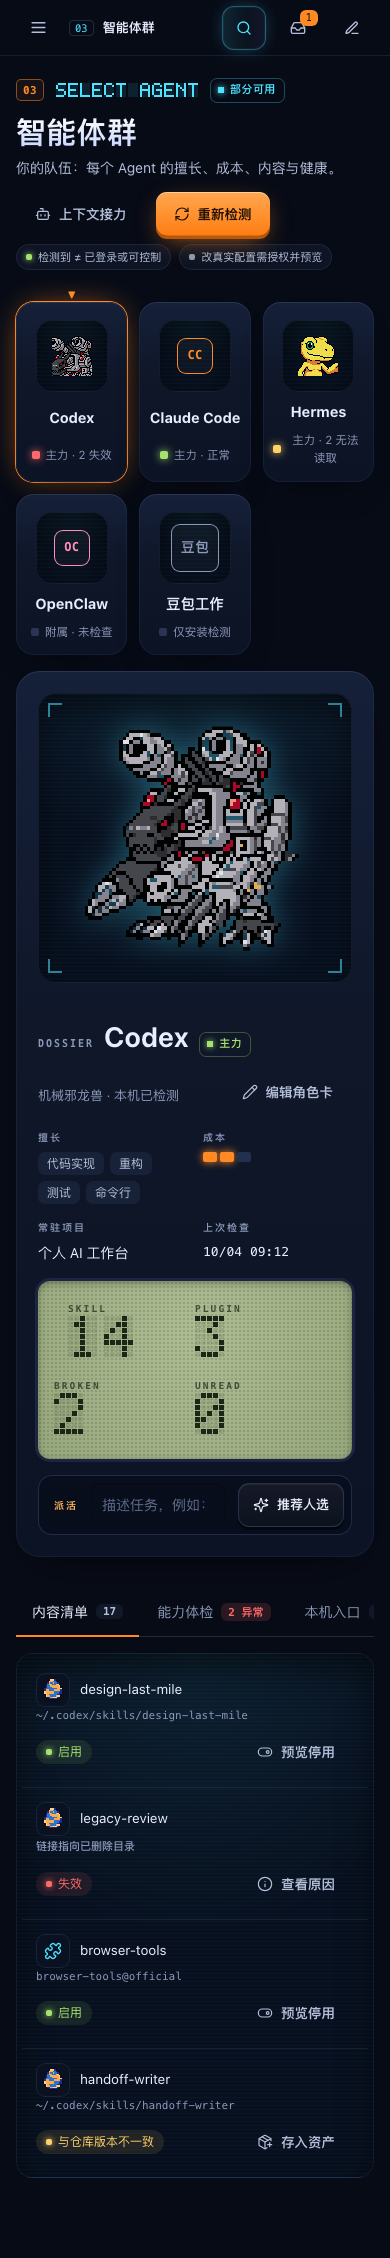 03 智能体群 1
03 SELECT AGENT 部分可用
智能体群
你的队伍：每个 Agent 的擅长、成本、内容与健康。
上下文接力 重新检测
检测到 ≠ 已登录或可控制 改真实配置需授权并预览
Codex
主力 · 2 失效
CC
Claude Code
主力 · 正常
Hermes
主力 · 2 无法
读取
OC
OpenClaw
附属 · 未检查
豆包
豆包工作
仅安装检测
DOSSIER Codex 主力
机械邪龙兽 · 本机已检测 编辑角色卡
擅长 成本
代码实现 重构
测试 命令行
常驻项目 上次检查
个人 AI 工作台 10/04 09:12
SKILL PLUGIN
14 3
BROKEN UNREAD
2 0
派活 描述任务，例如： 推荐人选
内容清单 17 能力体检 2 异常 本机入口
design-last-mile
~/.codex/skills/design-last-mile
启用 预览停用
legacy-review
链接指向已删除目录
失效 查看原因
browser-tools
browser-tools@official
启用 预览停用
handoff-writer
~/.codex/skills/handoff-writer
与仓库版本不一致 存入资产